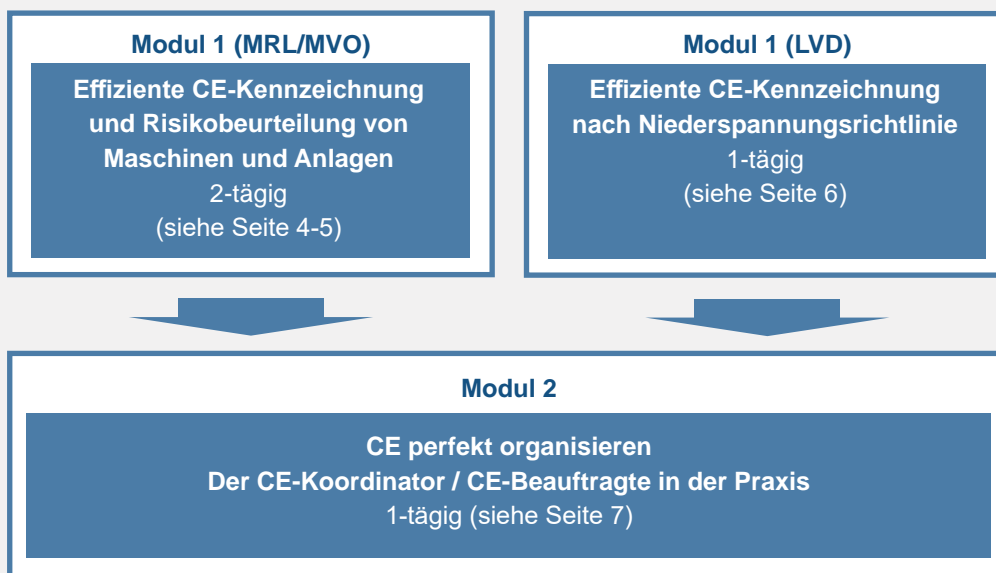 Modul 1 (MRL/MVO)
Effiziente CE-Kennzeichnung
und Risikobeurteilung von
Maschinen und Anlagen
2-tägig
(siehe Seite 4-5)
Modul 1 (LVD)
Effiziente CE-Kennzeichnung
nach Niederspannungsrichtlinie
1-tägig
(siehe Seite 6)
Modul 2
CE perfekt organisieren
Der CE-Koordinator / CE-Beauftragte in der Praxis
1-tägig (siehe Seite 7)